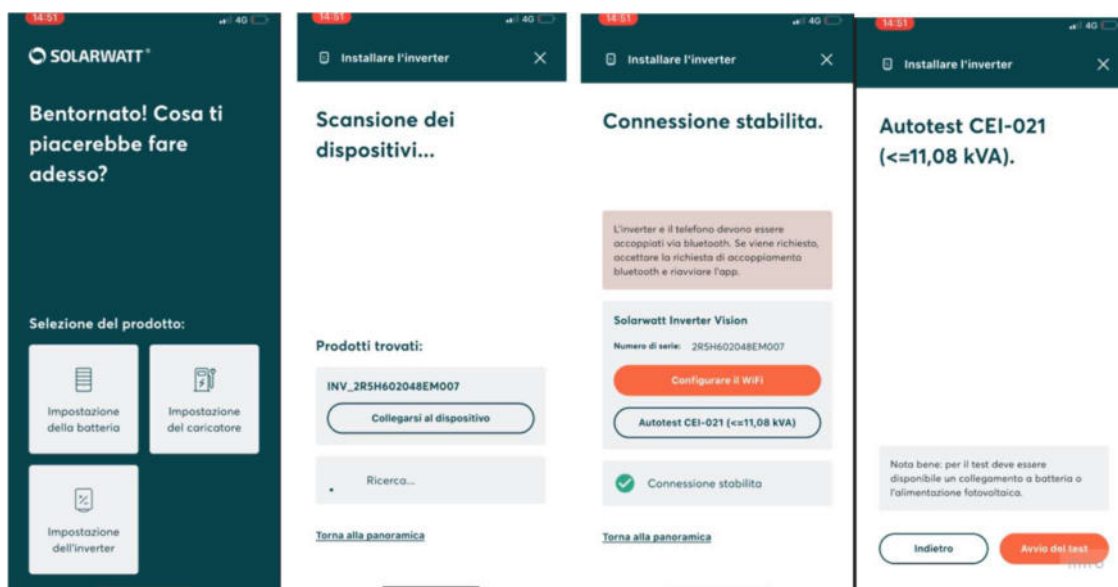 14:51
4G
SOLARWATT®
Bentornato! Cosa ti
piacerebbe fare
adesso?
Selezione del prodotto:
Impostazione
della batteria
Impostazione
del caricatore
Impostazione
dell'inverter
14:51
4G
Installare l'inverter
Scansione dei
dispositivi...
Prodotti trovati:
INV_2R5H602048EM007
Collegarsi al dispositivo
Ricerca...
Torna alla panoramica
14:51
4G
Installare l'inverter
Connessione stabilita.
L'inverter e il telefono devono essere
accoppiati via bluetooth. Se viene richiesto,
accettare la richiesta di accoppiamento
bluetooth e riavviare l'app.
Solarwatt Inverter Vision
Numero di serie: 2R5H602048EM007
Configurare il WiFi
Autotest CEI-021 (<=11,08 kVA)
Connessione stabilita
Torna alla panoramica
14:51
4G
Installare l'inverter
Autotest CEI-021
(<=11,08 kVA).
Nota bene: per il test deve essere
disponibile un collegamento a batteria o
l'alimentazione fotovoltaica.
Indietro
Avvio del test